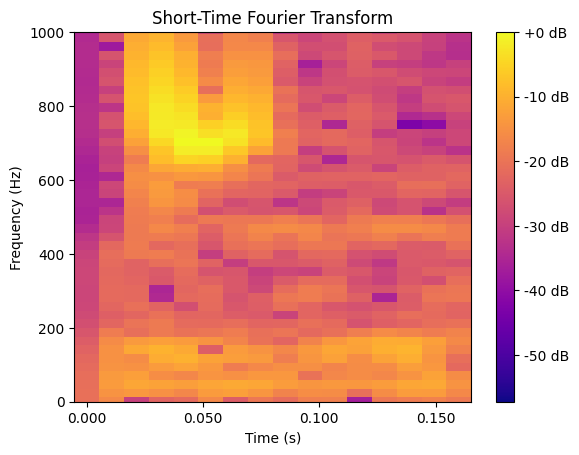 Short-Time Fourier Transform
Frequency (Hz)
1000
800
600
400
200
0
0.000
0.050
0.100
0.150
Time (s)
+0 dB
-10 dB
-20 dB
-30 dB
-40 dB
-50 dB